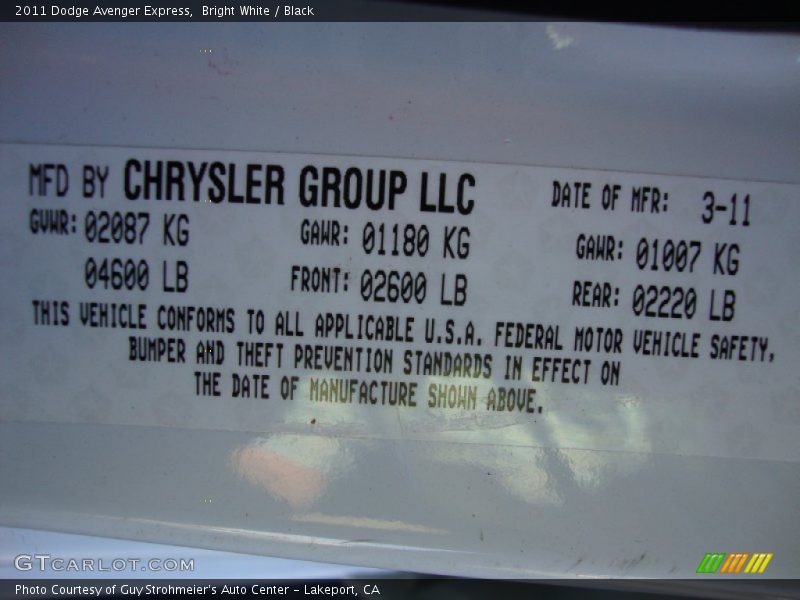 2011 Dodge Avenger Express,  Bright White / Black
MFD BY CHRYSLER GROUP LLC DATE OF MFR: 3-11
GVWR: 02087 KG GAWR: 01180 KG GAWR: 01007 KG
04600 LB FRONT: 02600 LB REAR: 02220 LB
THIS VEHICLE CONFORMS TO ALL APPLICABLE U.S.A. FEDERAL MOTOR VEHICLE SAFETY,
BUMPER AND THEFT PREVENTION STANDARDS IN EFFECT ON
THE DATE OF MANUFACTURE SHOWN ABOVE.
GTCARLOT.COM
Photo Courtesy of Guy Strohmeier's Auto Center - Lakeport, CA